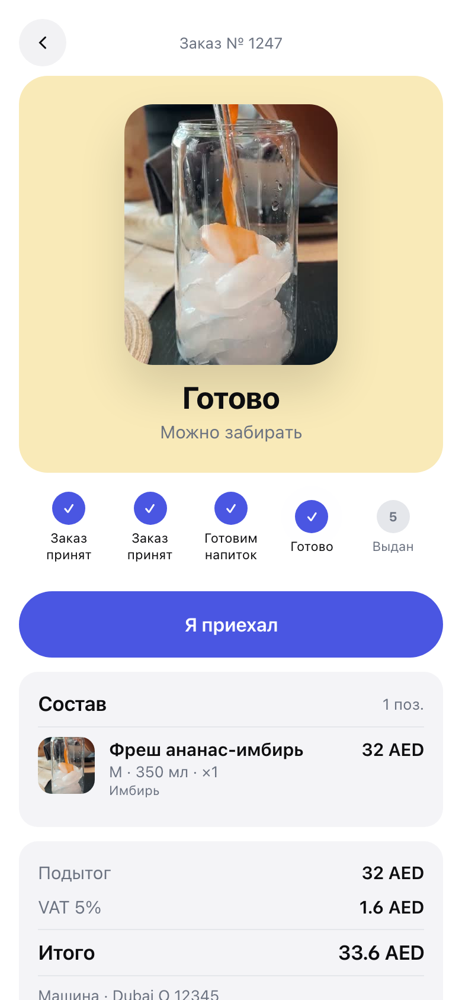 Заказ № 1247
Готово
Можно забирать
Заказ
принят
Заказ
принят
Готовим
напиток
Готово
5
Выдан
Я приехал
Состав
1 поз.
Фреш ананас-имбирь
32 AED
M · 350 мл · ×1
Имбирь
Подытог
32 AED
VAT 5%
1.6 AED
Итого
33.6 AED
Машина · Dubai Q 12345